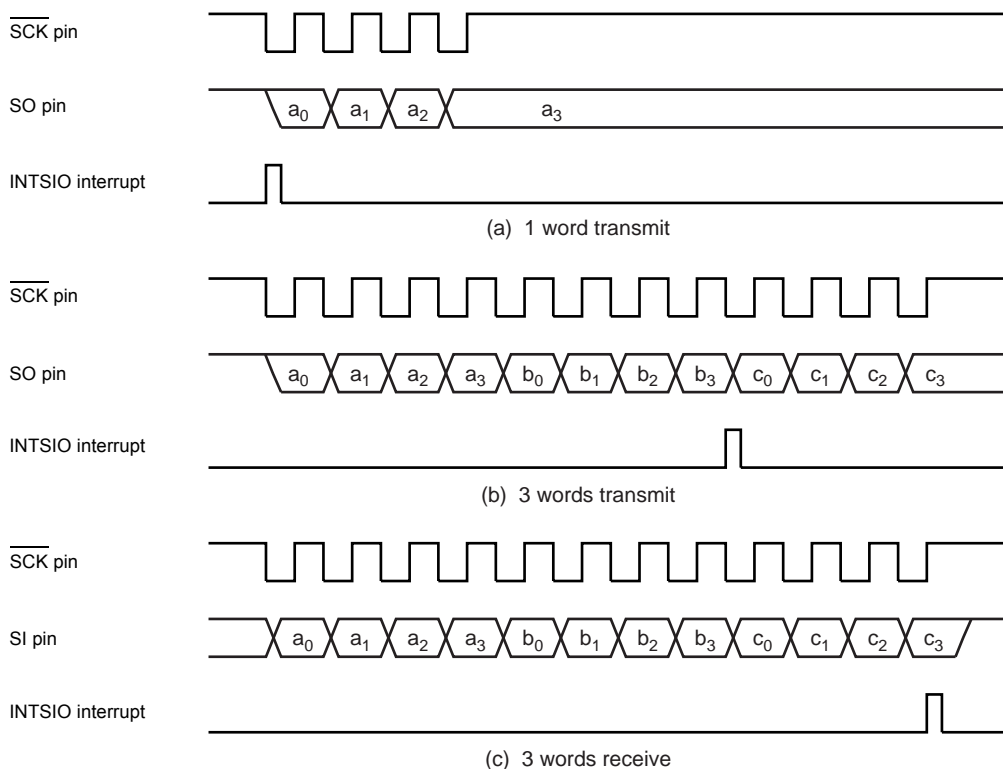 SCK pin
SO pin
a₀ a₁ a₂ a₃
INTSIO interrupt
(a) 1 word transmit
SCK pin
SO pin
a₀ a₁ a₂ a₃ b₀ b₁ b₂ b₃ c₀ c₁ c₂ c₃
INTSIO interrupt
(b) 3 words transmit
SCK pin
SI pin
a₀ a₁ a₂ a₃ b₀ b₁ b₂ b₃ c₀ c₁ c₂ c₃
INTSIO interrupt
(c) 3 words receive